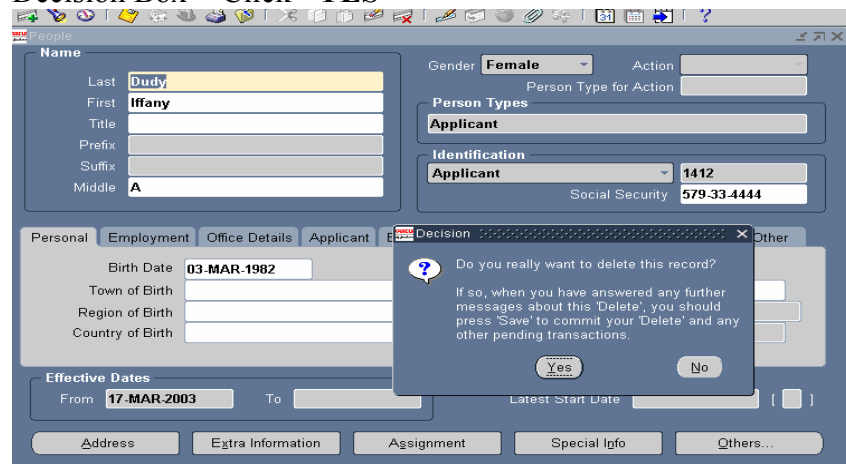 Decision Box – Click "YES"
People
Name
Last Dudy
First Iffany
Title
Prefix
Suffix
Middle A
Gender Female Action
Person Type for Action
Person Types
Applicant
Identification
Applicant 1412
Social Security 579-33-4444
Personal Employment Office Details Applicant Other
Birth Date 03-MAR-1982
Town of Birth
Region of Birth
Country of Birth
Decision
Do you really want to delete this record?
If so, when you have answered any further
messages about this 'Delete', you should
press 'Save' to commit your 'Delete' and any
other pending transactions.
Yes No
Effective Dates
From 17-MAR-2003 To Latest Start Date [ ]
Address Extra Information Assignment Special Info Others...